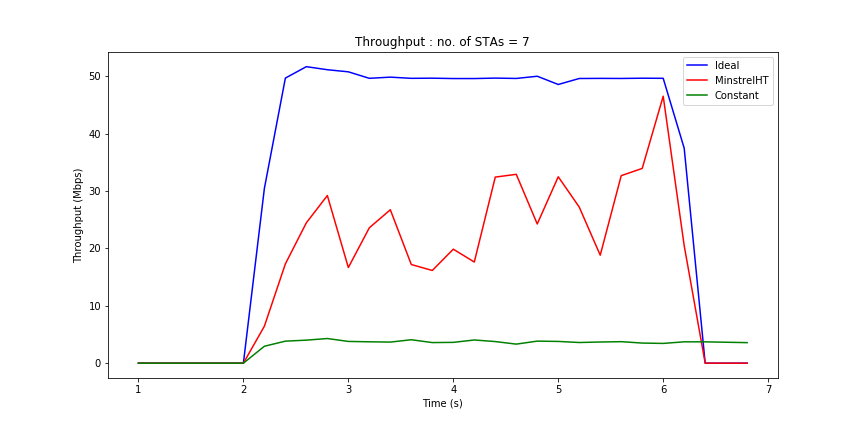 Throughput : no. of STAs = 7
Ideal
MinstrelHT
Constant
Throughput (Mbps)
50
40
30
20
10
0
1 2 3 4 5 6 7
Time (s)